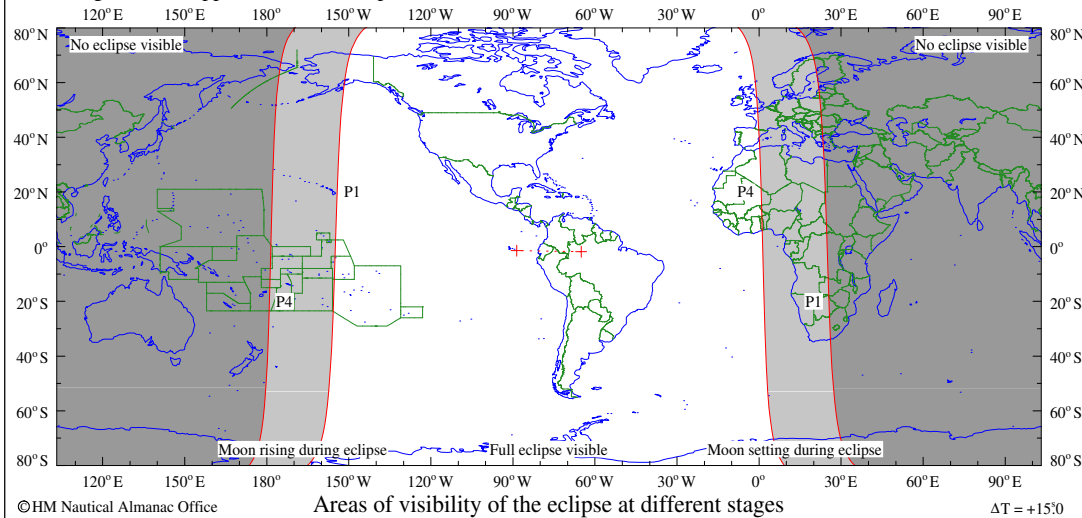 120°E 150°E 180° 150°W 120°W 90°W 60°W 30°W 0° 30°E 60°E 90°E
80°N 80°N
No eclipse visible No eclipse visible
60°N 60°N
40°N 40°N
20°N P1 P4 20°N
0° 0°
20°S P4 P1 20°S
40°S 40°S
60°S 60°S
Moon rising during eclipse Full eclipse visible Moon setting during eclipse
80°S 80°S
120°E 150°E 180° 150°W 120°W 90°W 60°W 30°W 0° 30°E 60°E 90°E
©HM Nautical Almanac Office Areas of visibility of the eclipse at different stages ΔT = +15ˢ.0